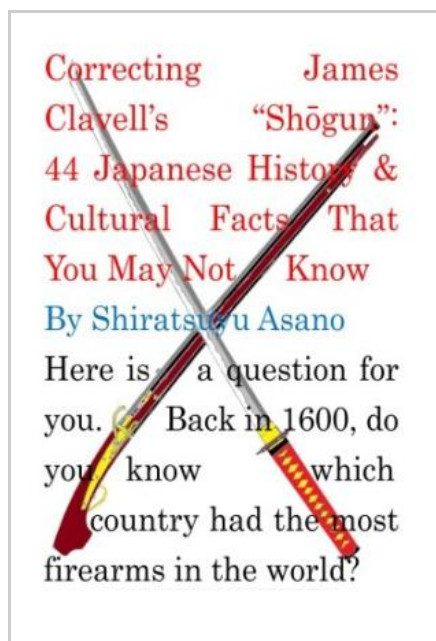 Correcting James
Clavell's "Shōgun":
44 Japanese History &
Cultural Facts That
You May Not Know
By Shiratsuyu Asano
Here is a question for
you. Back in 1600, do
you know which
country had the most
firearms in the world?